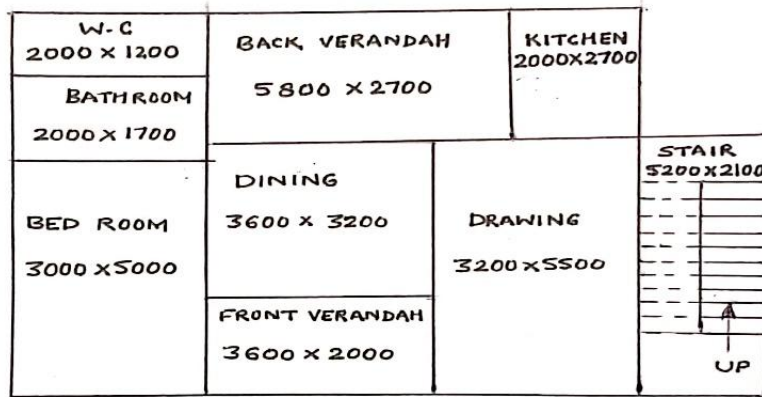 W.C
2000 X 1200
BATHROOM
2000 X 1700
BED ROOM
3000 X 5000
BACK VERANDAH
5800 X 2700
KITCHEN
2000X2700
DINING
3600 X 3200
DRAWING
3200 X5500
FRONT VERANDAH
3600 X 2000
STAIR
5200X2100
UP